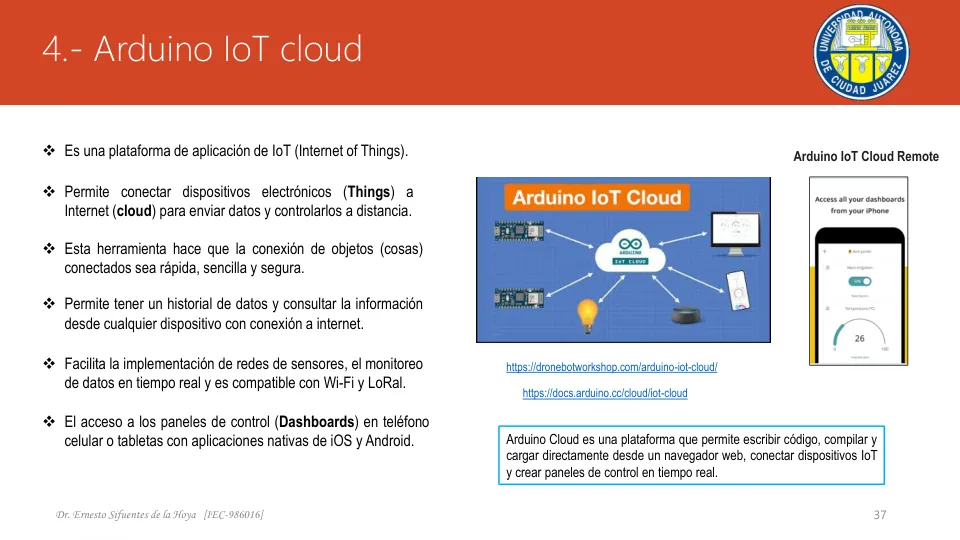 4.- Arduino IoT cloud
UNIVERSIDAD AUTONOMA
DE CIUDAD JUAREZ
❖ Es una plataforma de aplicación de IoT (Internet of Things).
❖ Permite conectar dispositivos electrónicos (Things) a
Internet (cloud) para enviar datos y controlarlos a distancia.
❖ Esta herramienta hace que la conexión de objetos (cosas)
conectados sea rápida, sencilla y segura.
❖ Permite tener un historial de datos y consultar la información
desde cualquier dispositivo con conexión a internet.
❖ Facilita la implementación de redes de sensores, el monitoreo
de datos en tiempo real y es compatible con Wi-Fi y LoRal.
❖ El acceso a los paneles de control (Dashboards) en teléfono
celular o tabletas con aplicaciones nativas de iOS y Android.
Arduino IoT Cloud
ARDUINO
IoT CLOUD
Arduino IoT Cloud Remote
Access all your dashboards
from your iPhone
26
https://dronebotworkshop.com/arduino-iot-cloud/
https://docs.arduino.cc/cloud/iot-cloud
Arduino Cloud es una plataforma que permite escribir código, compilar y
cargar directamente desde un navegador web, conectar dispositivos IoT
y crear paneles de control en tiempo real.
Dr. Ernesto Sifuentes de la Hoya [IEC-986016]
37